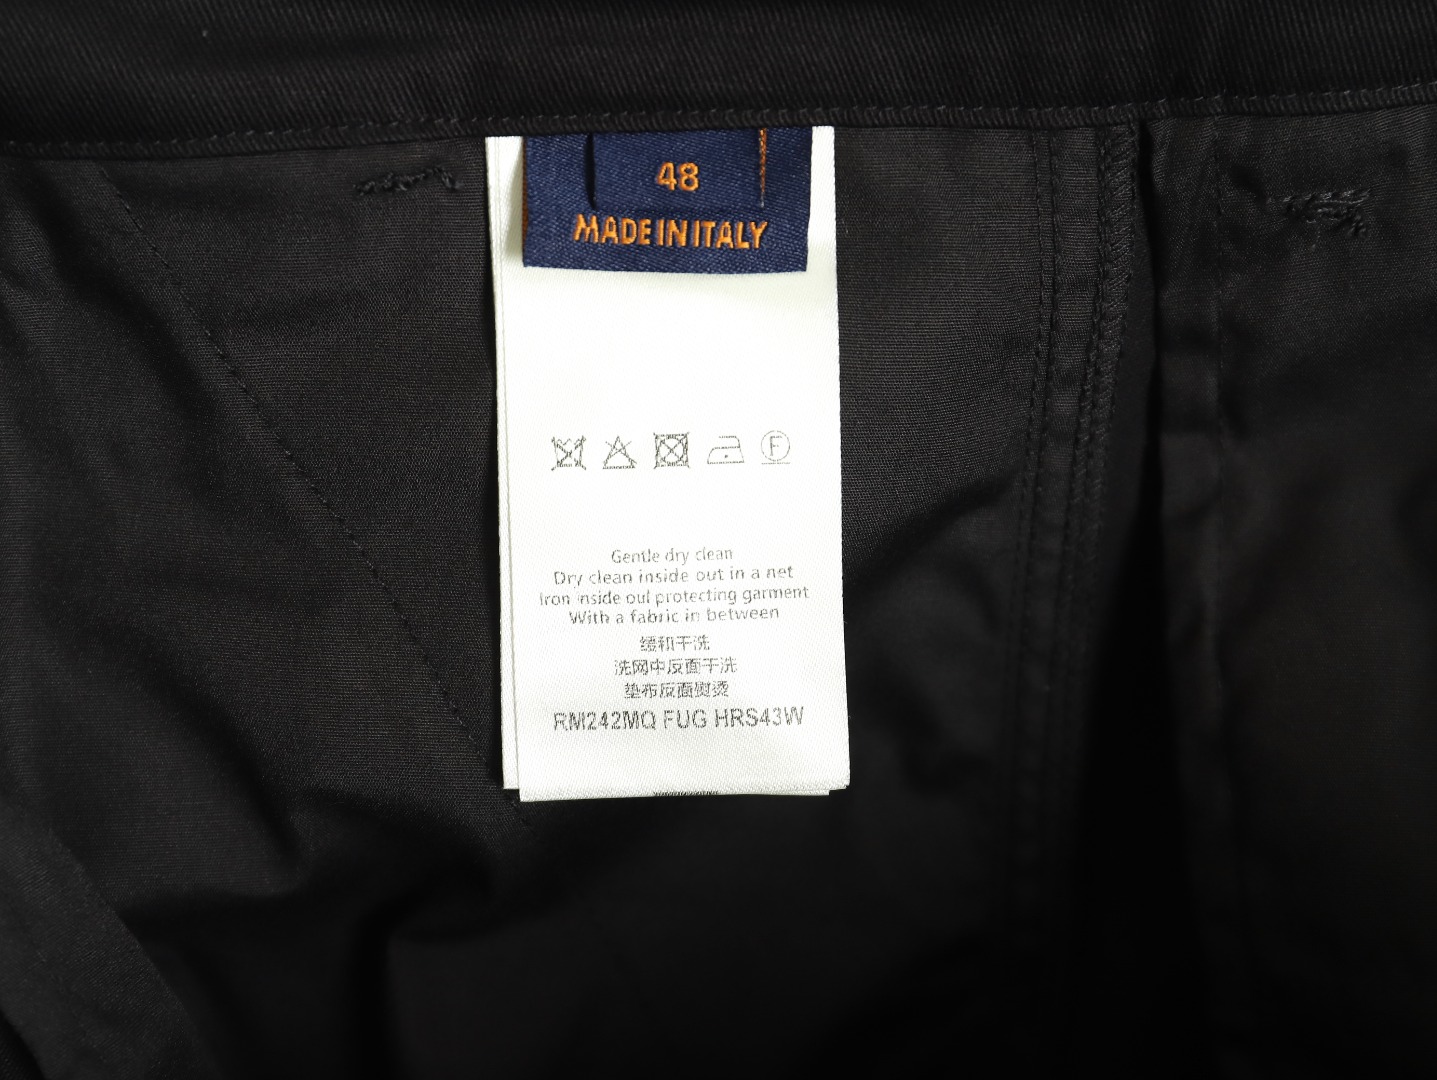 48
MADE IN ITALY
F
Gentle dry clean
Dry clean inside out in a net
Iron inside out protecting garment
With a fabric in between
缓和干洗
洗网中反面干洗
垫布反面熨烫
RM242MQ FUG HRS43W